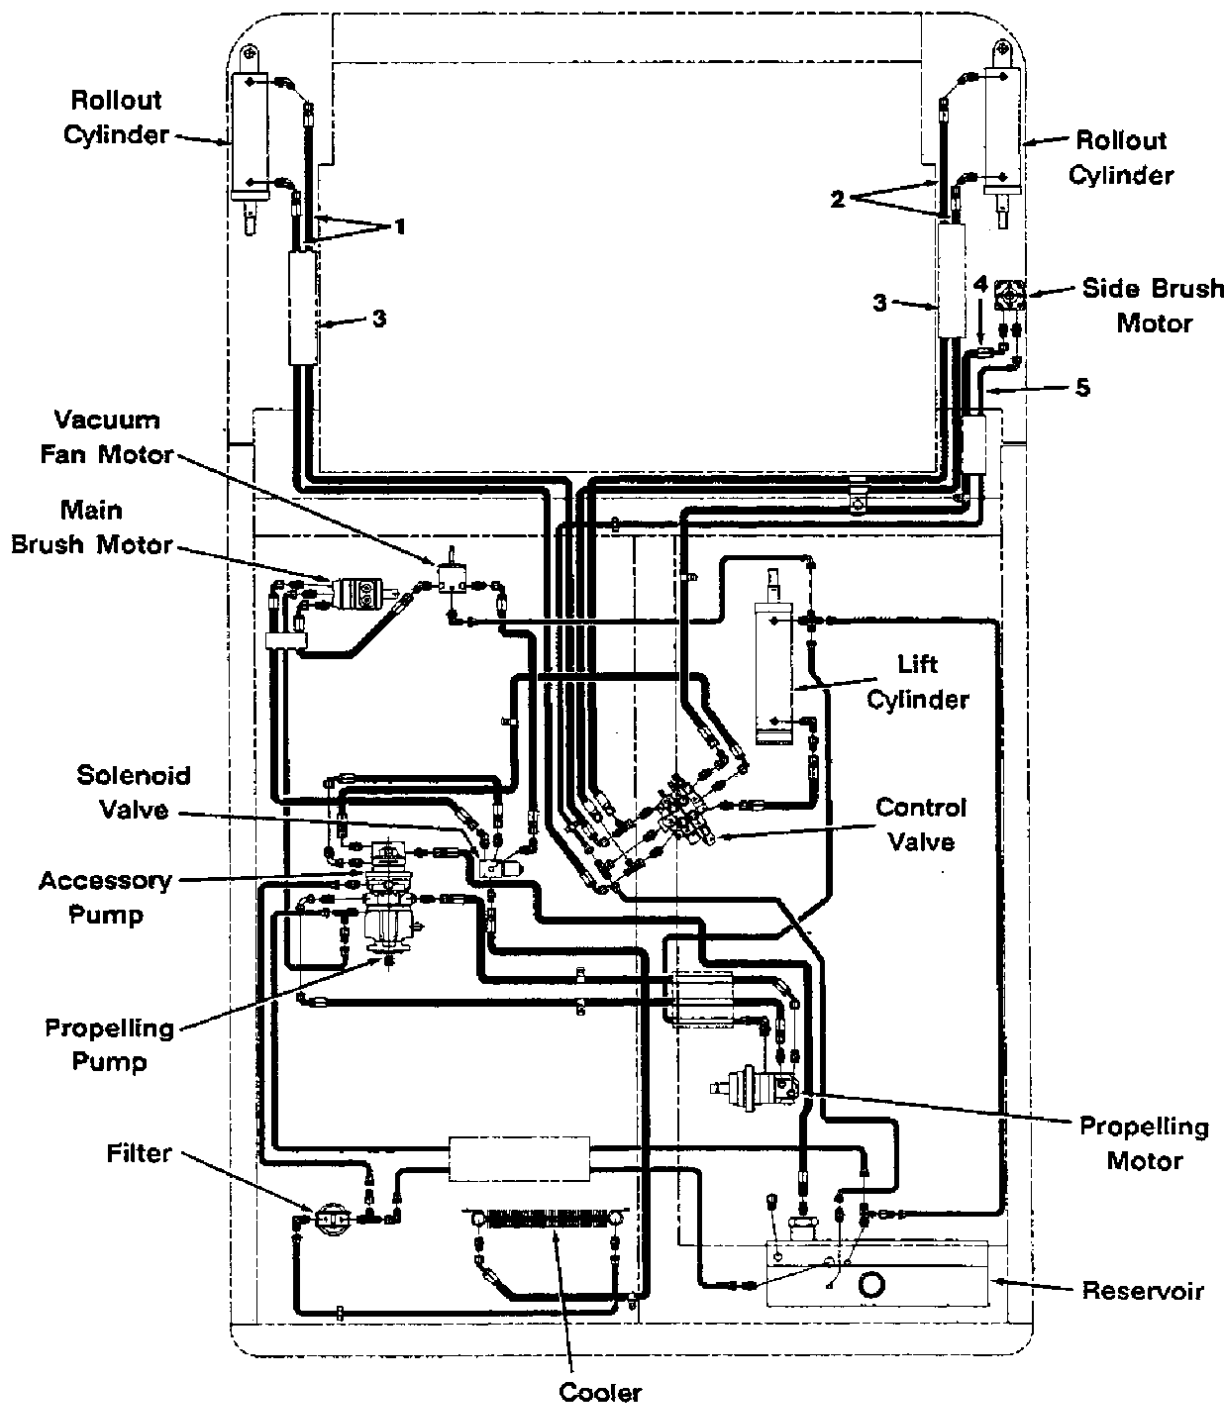 Rollout
Cylinder
Rollout
Cylinder
1
2
3
3
4
Side Brush
Motor
5
Vacuum
Fan Motor
Main
Brush Motor
Lift
Cylinder
Solenoid
Valve
Control
Valve
Accessory
Pump
Propelling
Pump
Propelling
Motor
Filter
Reservoir
Cooler